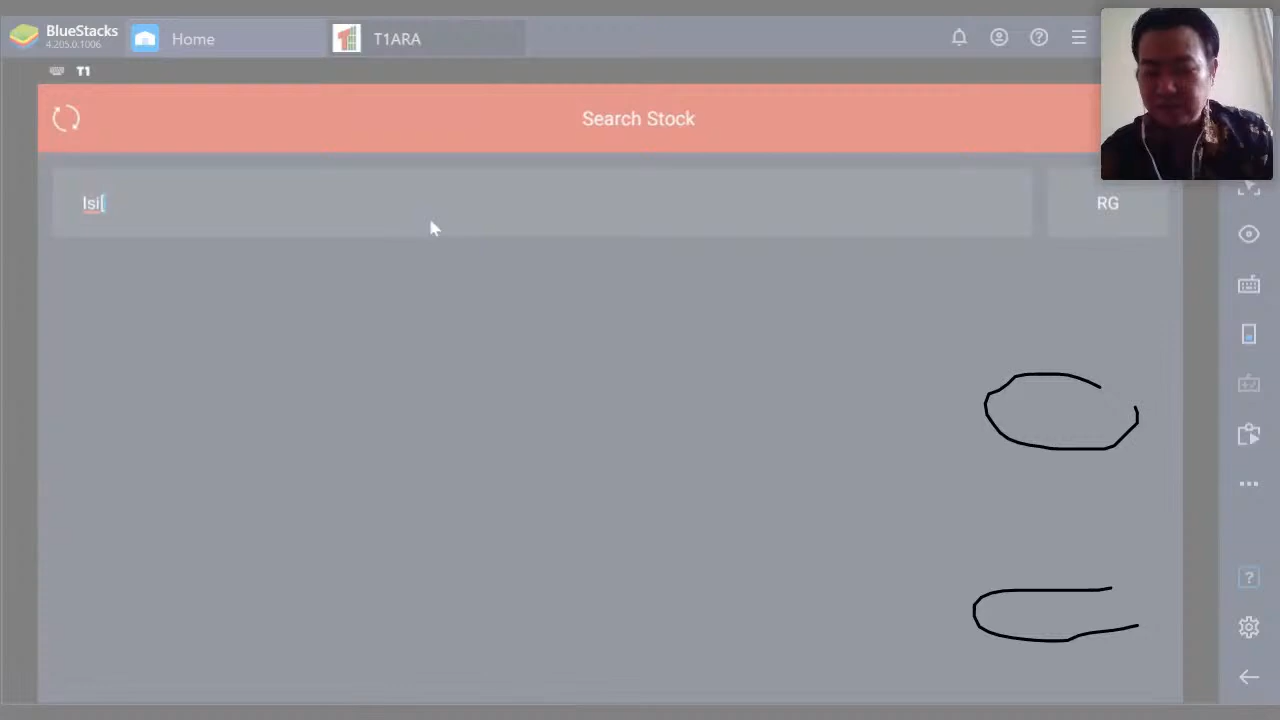 BlueStacks
4.205.0.1006
Home
T1ARA
T1
Search Stock
Isi[
RG